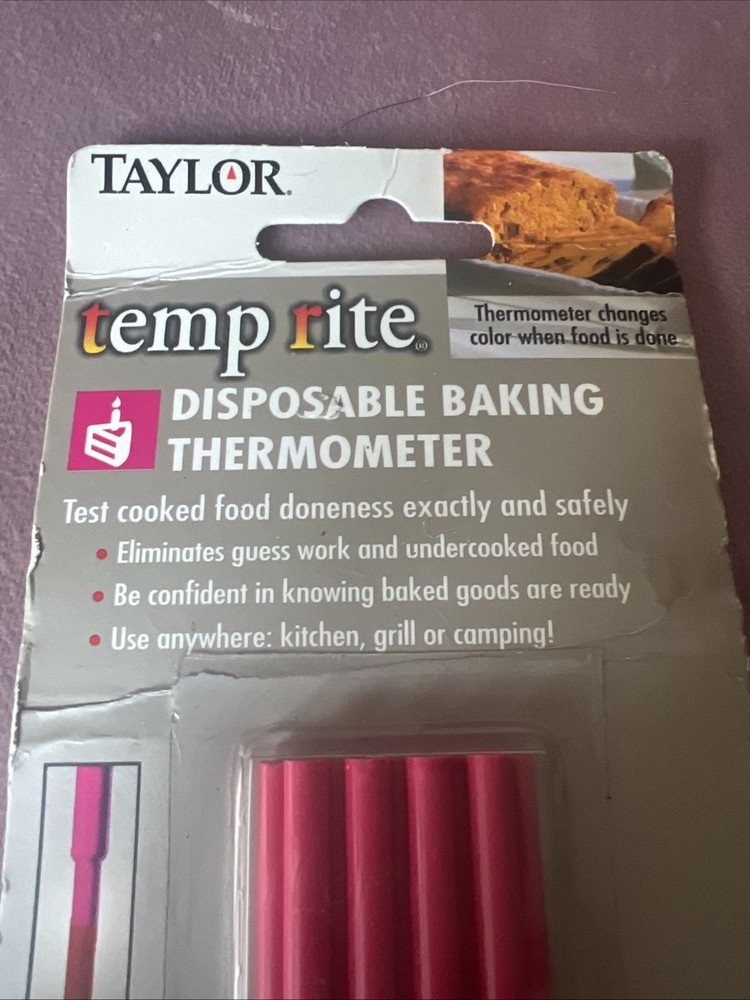 TAYLOR®
temp rite®
Thermometer changes
color when food is done
DISPOSABLE BAKING
THERMOMETER
Test cooked food doneness exactly and safely
• Eliminates guess work and undercooked food
• Be confident in knowing baked goods are ready
• Use anywhere: kitchen, grill or camping!